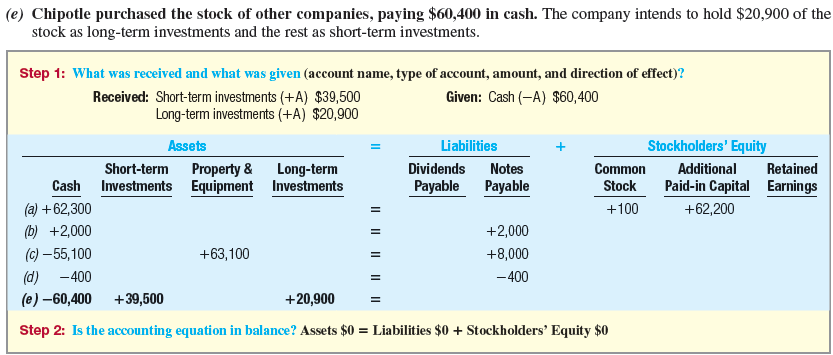 (e) Chipotle purchased the stock of other companies, paying $60,400 in cash. The company intends to hold $20,900 of the
stock as long-term investments and the rest as short-term investments.
Step 1: What was received and what was given (account name, type of account, amount, and direction of effect)?
Received: Short-term investments (+A) $39,500 Given: Cash (−A) $60,400
Long-term investments (+A) $20,900
Assets = Liabilities + Stockholders' Equity
Short-term Property & Long-term Dividends Notes Common Additional Retained
Cash Investments Equipment Investments Payable Payable Stock Paid-in Capital Earnings
(a) +62,300 = +100 +62,200
(b) +2,000 = +2,000
(c) −55,100 +63,100 = +8,000
(d) −400 = −400
(e) −60,400 +39,500 +20,900 =
Step 2: Is the accounting equation in balance? Assets $0 = Liabilities $0 + Stockholders' Equity $0